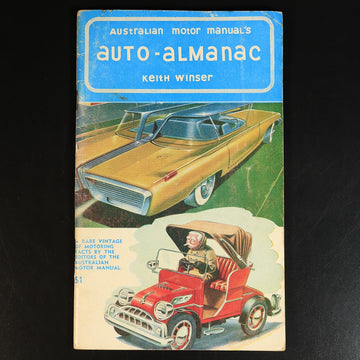 Australian motor manual's
auto-almanac
Keith Winser
A RARE VINTAGE
OF MOTORING
FACTS BY THE
EDITORS OF THE
AUSTRALIAN
MOTOR MANUAL
$1